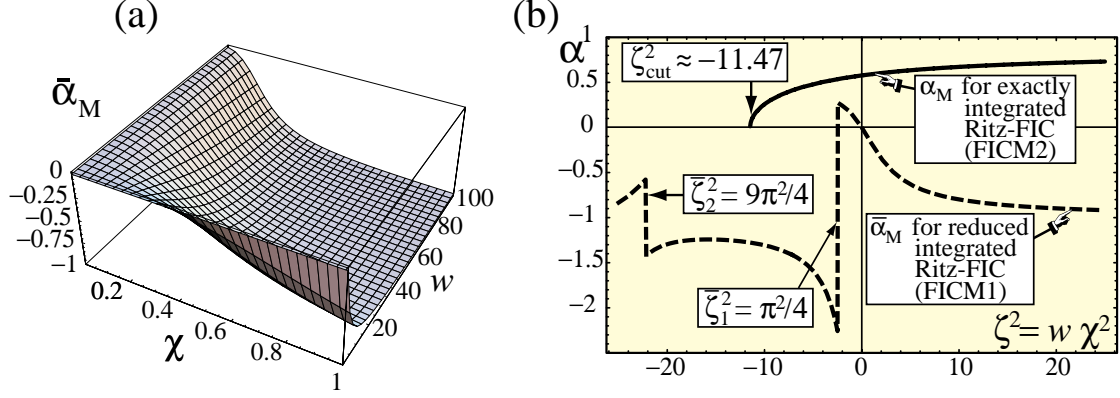 (a)
ᾱ_M
0
−0.25
−0.5
−0.75
−1
0.2
0.4
0.6
0.8
1
χ
20
40
60
80
100
w
(b)
α
1
0.5
0
−0.5
−1
−1.5
−2
ζ²_cut ≈ −11.47
α_M for exactly
integrated
Ritz-FIC
(FICM2)
ζ̄²₂ = 9π²/4
ᾱ_M for reduced
integrated
Ritz-FIC
(FICM1)
ζ̄²₁ = π²/4
ζ² = w χ²
−20
−10
0
10
20